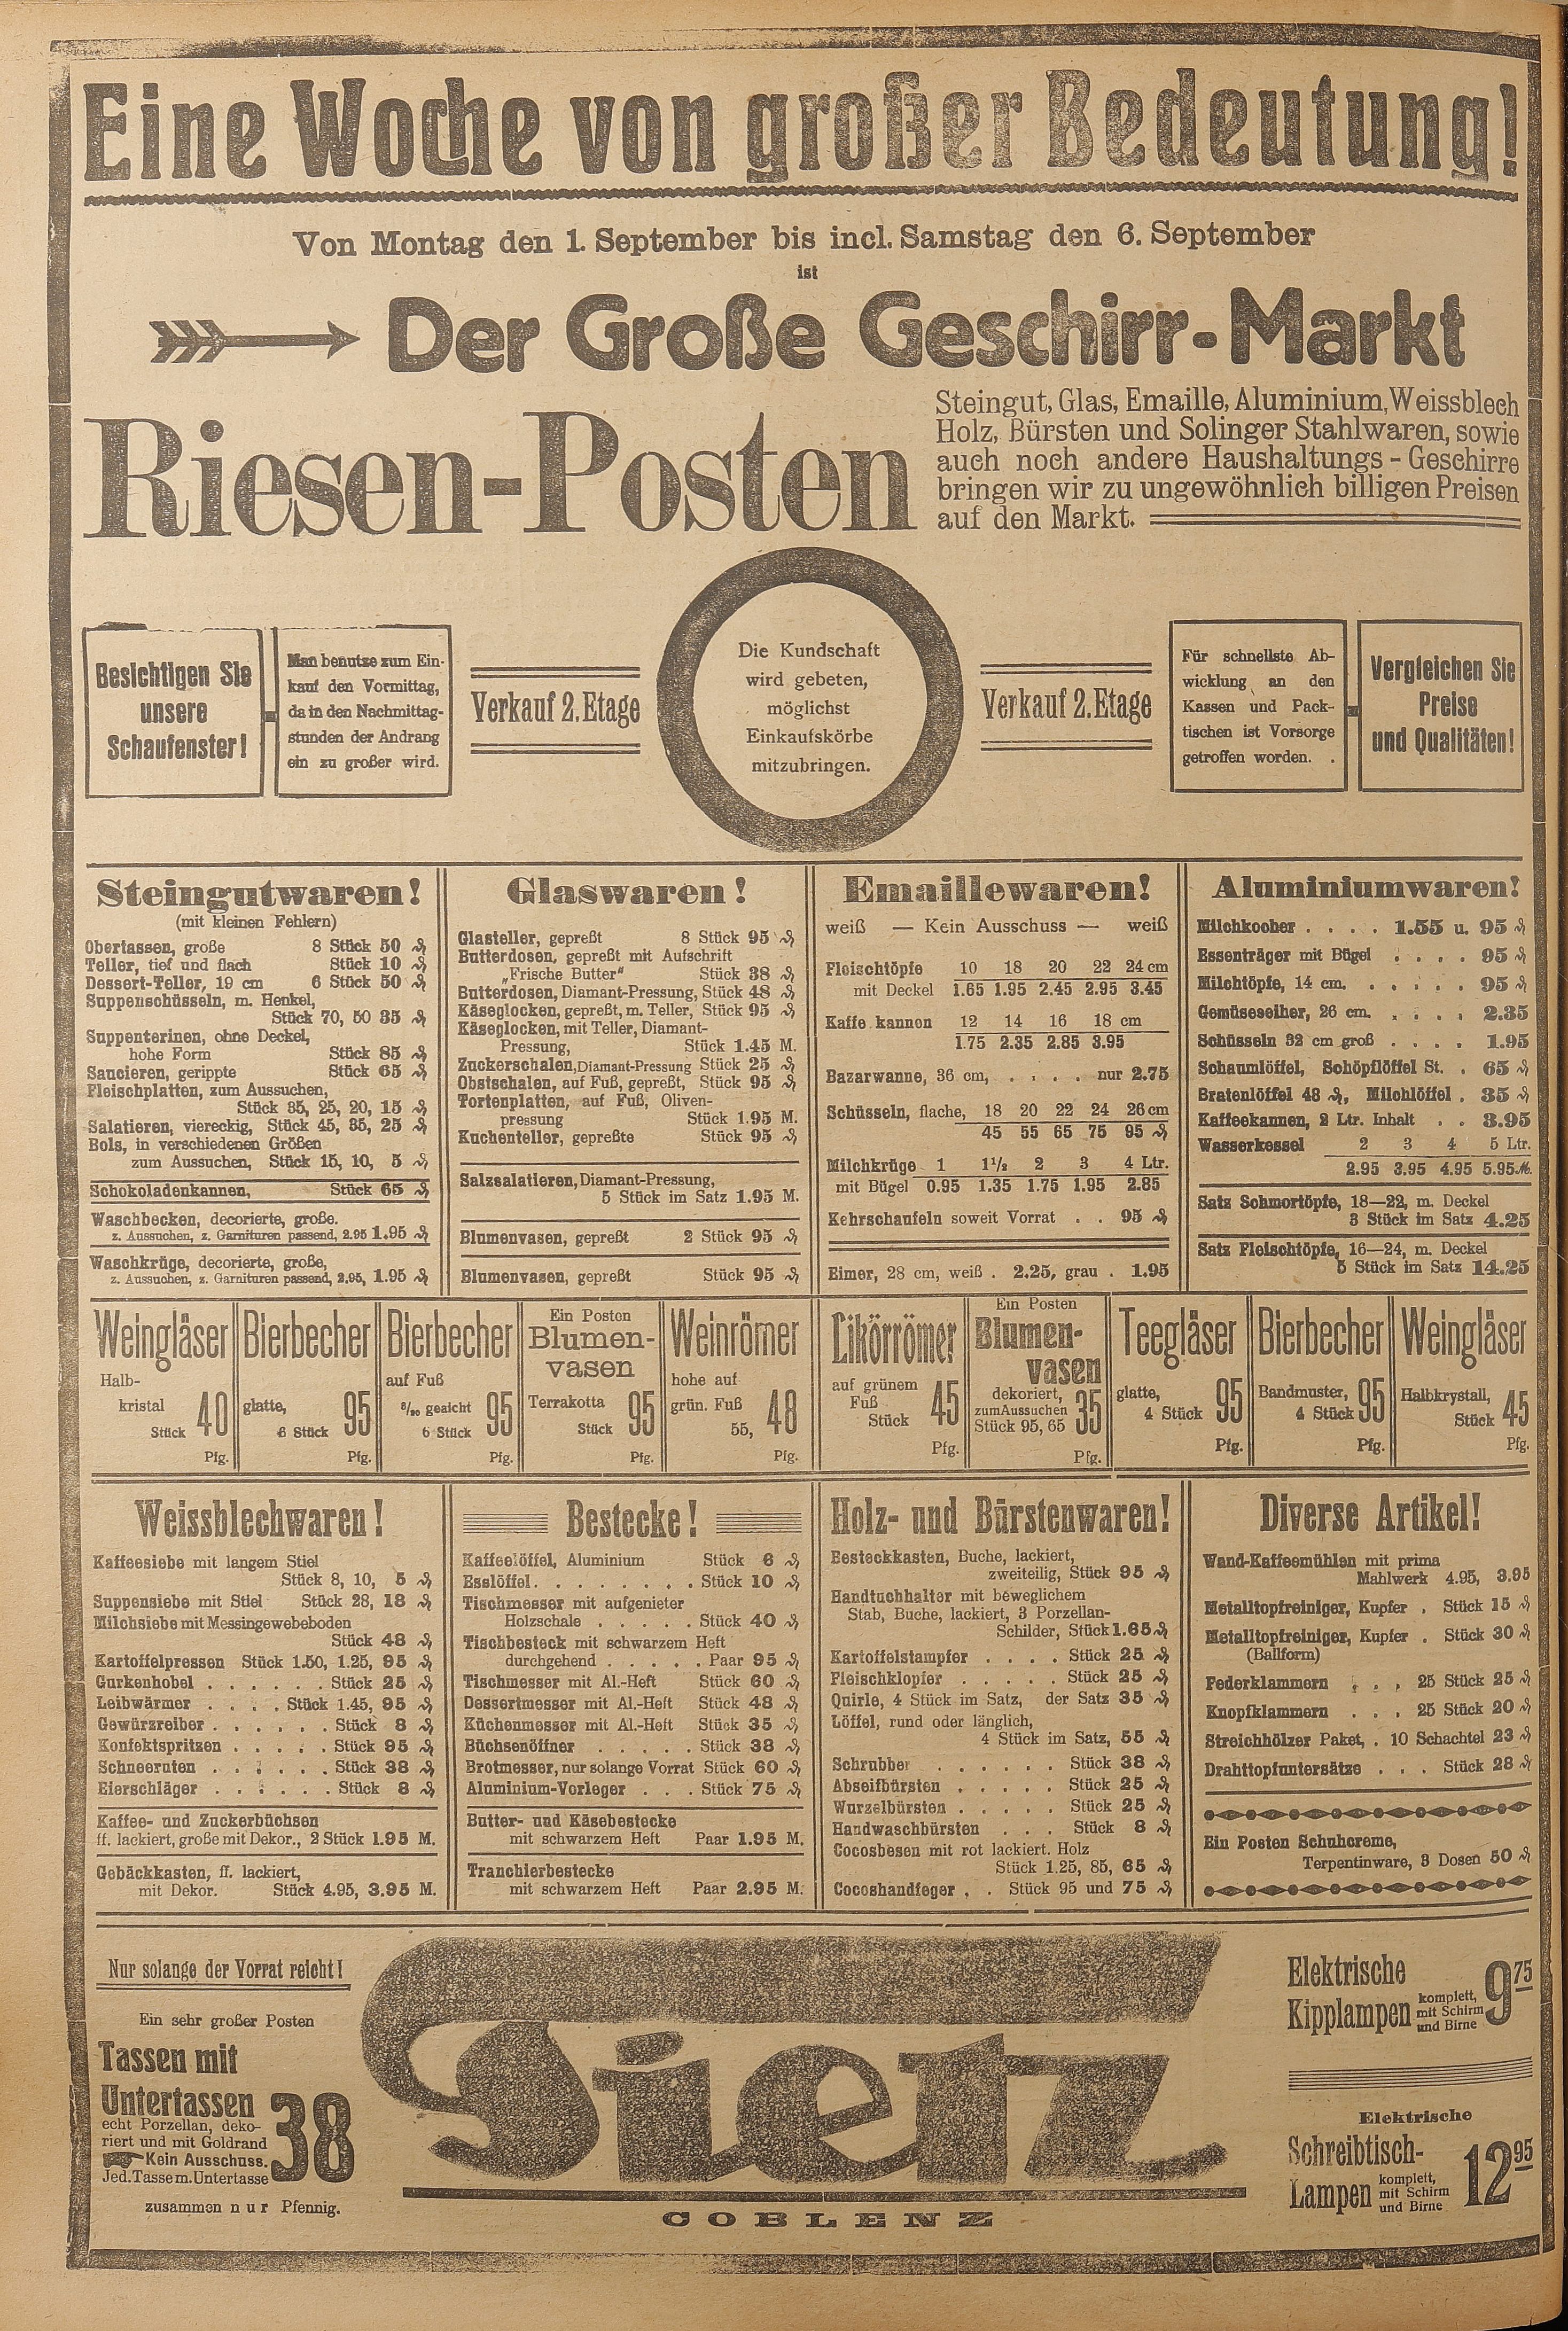 Eine Woche von großer Bedeutung!
Von Montag den 1. September bis incl. Samstag den 6. September
ist
Der Große Geschirr-Markt
Riesen-Posten
Steingut, Glas, Emaille, Aluminium, Weissblech
Holz, Bürsten und Solinger Stahlwaren, sowie
auch noch andere Haushaltungs-Geschirre
bringen wir zu ungewöhnlich billigen Preisen
auf den Markt.
Besichtigen Sie
unsere
Schaufenster!
Man benutze zum Ein-
kauf den Vormittag,
da in den Nachmittag-
stunden der Andrang
ein zu großer wird.
Verkauf 2. Etage
Die Kundschaft
wird gebeten,
möglichst
Einkaufskörbe
mitzubringen.
Verkauf 2. Etage
Für schnellste Ab-
wicklung an den
Kassen und Pack-
tischen ist Vorsorge
getroffen worden. .
Vergleichen Sie
Preise
und Qualitäten!
Steingutwaren!
(mit kleinen Fehlern)
Obertassen, große 8 Stück 50 ₰
Teller, tief und flach Stück 10 ₰
Dessert-Teller, 19 cm 6 Stück 50 ₰
Suppenschüsseln, m. Henkel,
Stück 70, 50 35 ₰
Suppenterinen, ohne Deckel,
hohe Form Stück 85 ₰
Saucieren, gerippte Stück 65 ₰
Fleischplatten, zum Aussuchen,
Stück 35, 25, 20, 15 ₰
Salatieren, viereckig, Stück 45, 35, 25 ₰
Bols, in verschiedenen Größen
zum Aussuchen, Stück 15, 10, 5 ₰
Schokoladenkannen, Stück 65 ₰
Waschbecken, decorierte, große.
z. Aussuchen, z. Garnituren passend, 2.95 1.95 ₰
Waschkrüge, decorierte, große,
z. Aussuchen, z. Garnituren passend, 2.95, 1.95 ₰
Glaswaren!
Glasteller, gepreßt 8 Stück 95 ₰
Butterdosen, gepreßt mit Aufschrift
„Frische Butter“ Stück 38 ₰
Butterdosen, Diamant-Pressung, Stück 48 ₰
Käseglocken, gepreßt, m. Teller, Stück 95 ₰
Käseglocken, mit Teller, Diamant-
Pressung, Stück 1.45 M.
Zuckerschalen, Diamant-Pressung Stück 25 ₰
Obstschalen, auf Fuß, gepreßt, Stück 95 ₰
Tortenplatten, auf Fuß, Oliven-
pressung Stück 1.95 M.
Kuchenteller, gepreßte Stück 95 ₰
Salzsalatieren, Diamant-Pressung,
5 Stück im Satz 1.95 M.
Blumenvasen, gepreßt 2 Stück 95 ₰
Blumenvasen, gepreßt Stück 95 ₰
Emaillewaren!
weiß — Kein Ausschuss — weiß
Fleischtöpfe 10 18 20 22 24 cm
mit Deckel 1.65 1.95 2.45 2.95 3.45
Kaffe kannen 12 14 16 18 cm
1.75 2.35 2.85 3.95
Bazarwanne, 36 cm, . . . . nur 2.75
Schüsseln, flache, 18 20 22 24 26 cm
45 55 65 75 95 ₰
Milchkrüge 1 1½ 2 3 4 Ltr.
mit Bügel 0.95 1.35 1.75 1.95 2.85
Kehrschaufeln soweit Vorrat . . 95 ₰
Eimer, 28 cm, weiß . 2.25, grau . 1.95
Aluminiumwaren!
Milchkocher . . . . 1.55 u. 95 ₰
Essenträger mit Bügel . . . . 95 ₰
Milchtöpfe, 14 cm. . . . . . 95 ₰
Gemüseseiher, 26 cm. . . . . 2.35
Schüsseln 32 cm groß . . . . 1.95
Schaumlöffel, Schöpflöffel St. . 65 ₰
Bratenlöffel 48 ₰, Milchlöffel . 35 ₰
Kaffeekannen, 2 Ltr. Inhalt . . 3.95
Wasserkessel 2 3 4 5 Ltr.
2.95 3.95 4.95 5.95 M.
Satz Schmortöpfe, 18—22, m. Deckel
3 Stück im Satz 4.25
Satz Fleischtöpfe, 16—24, m. Deckel
5 Stück im Satz 14.25
Weingläser
Halb-
kristal
Stück 40
Pfg.
Bierbecher
glatte,
6 Stück 95
Pfg.
Bierbecher
auf Fuß
geaicht
6 Stück 95
Pfg.
Ein Posten
Blumen-
vasen
Terrakotta
Stück 95
Pfg.
Weinrömer
hohe auf
grün. Fuß
55, 48
Pfg.
Likörrömer
auf grünem
Fuß
Stück 45
Pfg.
Ein Posten
Blumen-
vasen
dekoriert,
zum Aussuchen
Stück 95, 65 35
Pfg.
Teegläser
glatte,
4 Stück 95
Pfg.
Bierbecher
Bandmuster,
4 Stück 95
Pfg.
Weingläser
Halbkrystall,
Stück 45
Pfg.
Weissblechwaren!
Kaffeesiebe mit langem Stiel
Stück 8, 10, 5 ₰
Suppensiebe mit Stiel Stück 28, 18 ₰
Milchsiebe mit Messingewebeboden
Stück 48 ₰
Kartoffelpressen Stück 1.50, 1.25, 95 ₰
Gurkenhobel . . . . . . Stück 25 ₰
Leibwärmer . . . . Stück 1.45, 95 ₰
Gewürzreiber . . . . . . Stück 8 ₰
Konfektspritzen . . . . . Stück 95 ₰
Schneeruten . . . . . . Stück 38 ₰
Eierschläger . . . . . . Stück 8 ₰
Kaffee- und Zuckerbüchsen
ff. lackiert, große mit Dekor., 2 Stück 1.95 M.
Gebäckkasten, ff. lackiert,
mit Dekor. Stück 4.95, 3.95 M.
Bestecke!
Kaffeelöffel, Aluminium Stück 6 ₰
Esslöffel. . . . . . . . Stück 10 ₰
Tischmesser mit aufgenieter
Holzschale . . . . . Stück 40 ₰
Tischbesteck mit schwarzem Heft
durchgehend . . . . . Paar 95 ₰
Tischmesser mit Al.-Heft Stück 60 ₰
Dessertmesser mit Al.-Heft Stück 48 ₰
Küchenmesser mit Al.-Heft Stück 35 ₰
Büchsenöffner . . . . . Stück 38 ₰
Brotmesser, nur solange Vorrat Stück 60 ₰
Aluminium-Vorleger . . . Stück 75 ₰
Butter- und Käsebestecke
mit schwarzem Heft Paar 1.95 M.
Tranchierbestecke
mit schwarzem Heft Paar 2.95 M.
Holz- und Bürstenwaren!
Besteckkasten, Buche, lackiert,
zweiteilig, Stück 95 ₰
Handtuchhalter mit beweglichem
Stab, Buche, lackiert, 3 Porzellan-
Schilder, Stück 1.65 ₰
Kartoffelstampfer . . . . Stück 25 ₰
Fleischklopfer . . . . . Stück 25 ₰
Quirle, 4 Stück im Satz, der Satz 35 ₰
Löffel, rund oder länglich,
4 Stück im Satz, 55 ₰
Schrubber . . . . . . Stück 38 ₰
Abseifbürsten . . . . . Stück 25 ₰
Wurzelbürsten . . . . . Stück 25 ₰
Handwaschbürsten . . . Stück 8 ₰
Cocosbesen mit rot lackiert. Holz
Stück 1.25, 85, 65 ₰
Cocoshandfeger . . Stück 95 und 75 ₰
Diverse Artikel!
Wand-Kaffeemühlen mit prima
Mahlwerk 4.95, 3.95
Metalltopfreiniger, Kupfer . Stück 15 ₰
Metalltopfreiniger, Kupfer . Stück 30 ₰
(Ballform)
Federklammern . . . 25 Stück 25 ₰
Knopfklammern . . . 25 Stück 20 ₰
Streichhölzer Paket, . 10 Schachtel 23 ₰
Drahttopfuntersätze . . . Stück 28 ₰
Ein Posten Schuhcreme,
Terpentinware, 3 Dosen 50 ₰
Nur solange der Vorrat reicht!
Ein sehr großer Posten
Tassen mit
Untertassen
echt Porzellan, deko-
riert und mit Goldrand
Kein Ausschuss.
Jed. Tasse m. Untertasse
38
zusammen nur Pfennig.
Tietz
COBLENZ
Elektrische
Kipplampen komplett, mit Schirm und Birne 9 75
Elektrische
Schreibtisch-
Lampen komplett, mit Schirm und Birne 12 95